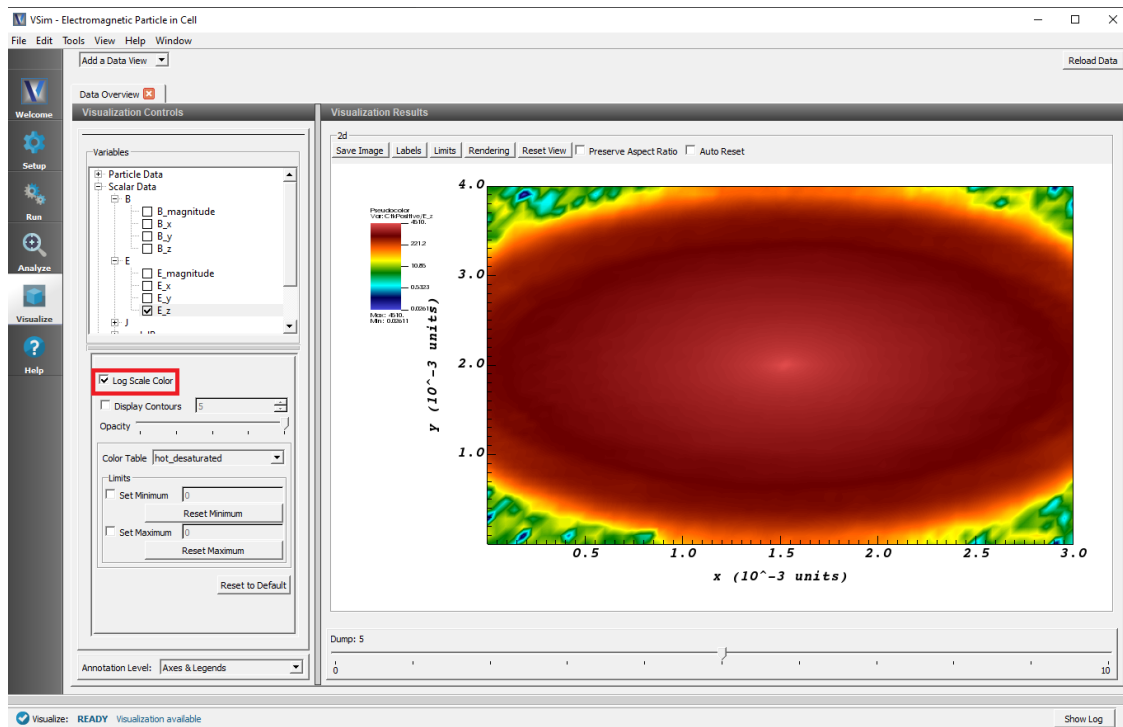 VSim - Electromagnetic Particle in Cell
File Edit Tools View Help Window
Add a Data View
Reload Data
Data Overview
Welcome
Setup
Run
Analyze
Visualize
Help
Visualization Controls
Variables
Particle Data
Scalar Data
B
B_magnitude
B_x
B_y
B_z
E
E_magnitude
E_x
E_y
E_z
J
Log Scale Color
Display Contours 5
Opacity
Color Table hot_desaturated
Limits
Set Minimum 0
Reset Minimum
Set Maximum 0
Reset Maximum
Reset to Default
Annotation Level: Axes & Legends
Visualization Results
2d
Save Image Labels Limits Rendering Reset View Preserve Aspect Ratio Auto Reset
Pseudocolor
4510.
221.2
10.85
0.5323
Max: 4510.
Min: 0.02611
4.0
3.0
2.0
1.0
y (10^-3 units)
0.5 1.0 1.5 2.0 2.5 3.0
x (10^-3 units)
Dump: 5
0 10
Visualize: READY Visualization available
Show Log